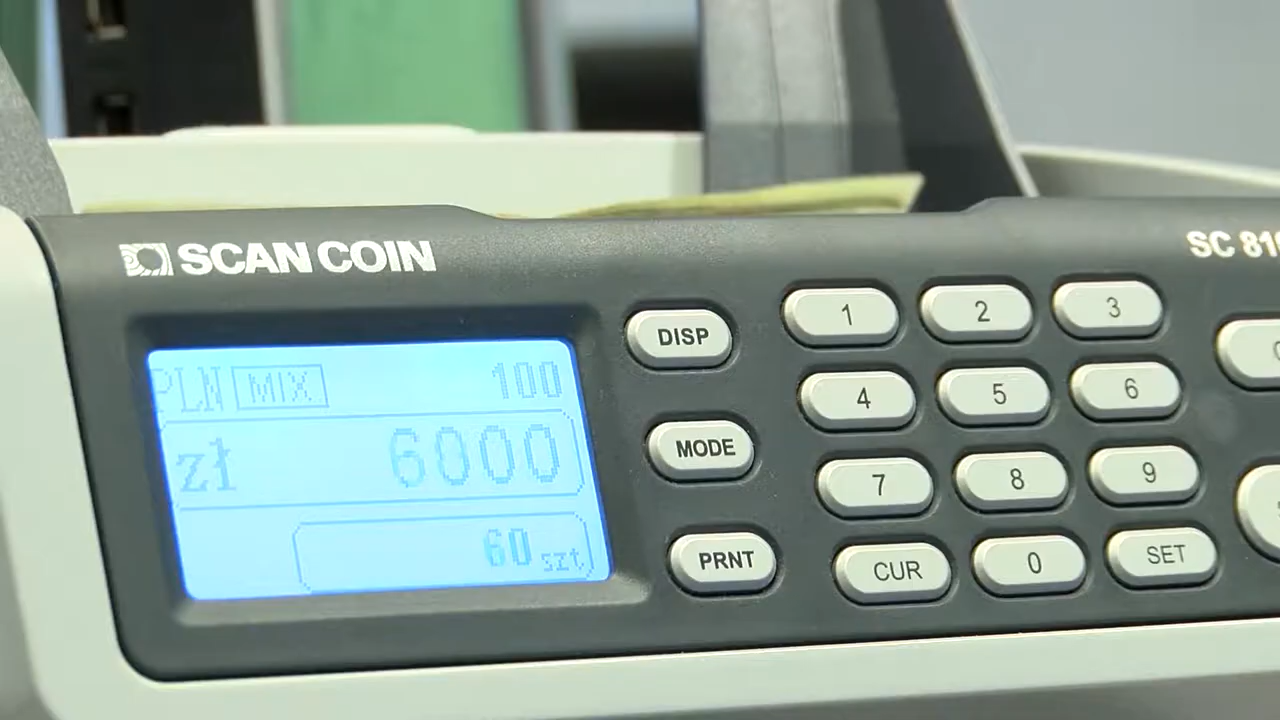 SCAN COIN
SC 81
PLN MIX 100
zł 6000
60 szt
DISP
MODE
PRNT
1 2 3
4 5 6
7 8 9
CUR 0 SET